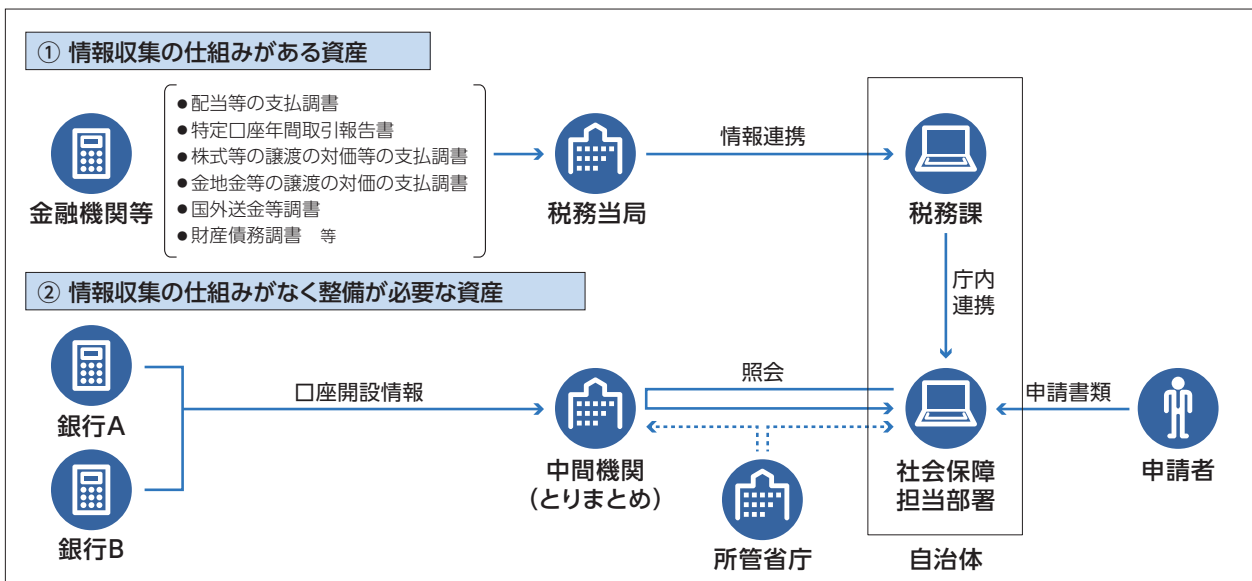 ① 情報収集の仕組みがある資産
●配当等の支払調書
●特定口座年間取引報告書
●株式等の譲渡の対価等の支払調書
●金地金等の譲渡の対価の支払調書
●国外送金等調書
●財産債務調書 等
金融機関等
税務当局
情報連携
税務課
庁内
連携
② 情報収集の仕組みがなく整備が必要な資産
銀行A
銀行B
口座開設情報
中間機関
(とりまとめ)
照会
所管省庁
社会保障
担当部署
自治体
申請書類
申請者